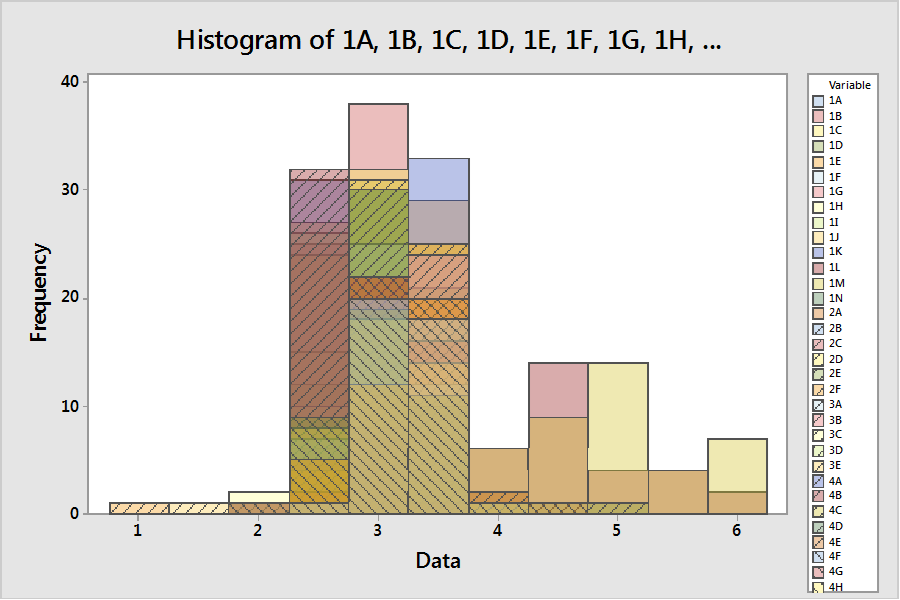 Histogram of 1A, 1B, 1C, 1D, 1E, 1F, 1G, 1H, ...
Frequency
40
30
20
10
0
1 2 3 4 5 6
Data
Variable
1A
1B
1C
1D
1E
1F
1G
1H
1I
1J
1K
1L
1M
1N
2A
2B
2C
2D
2E
2F
3A
3B
3C
3D
3E
4A
4B
4C
4D
4E
4F
4G
4H